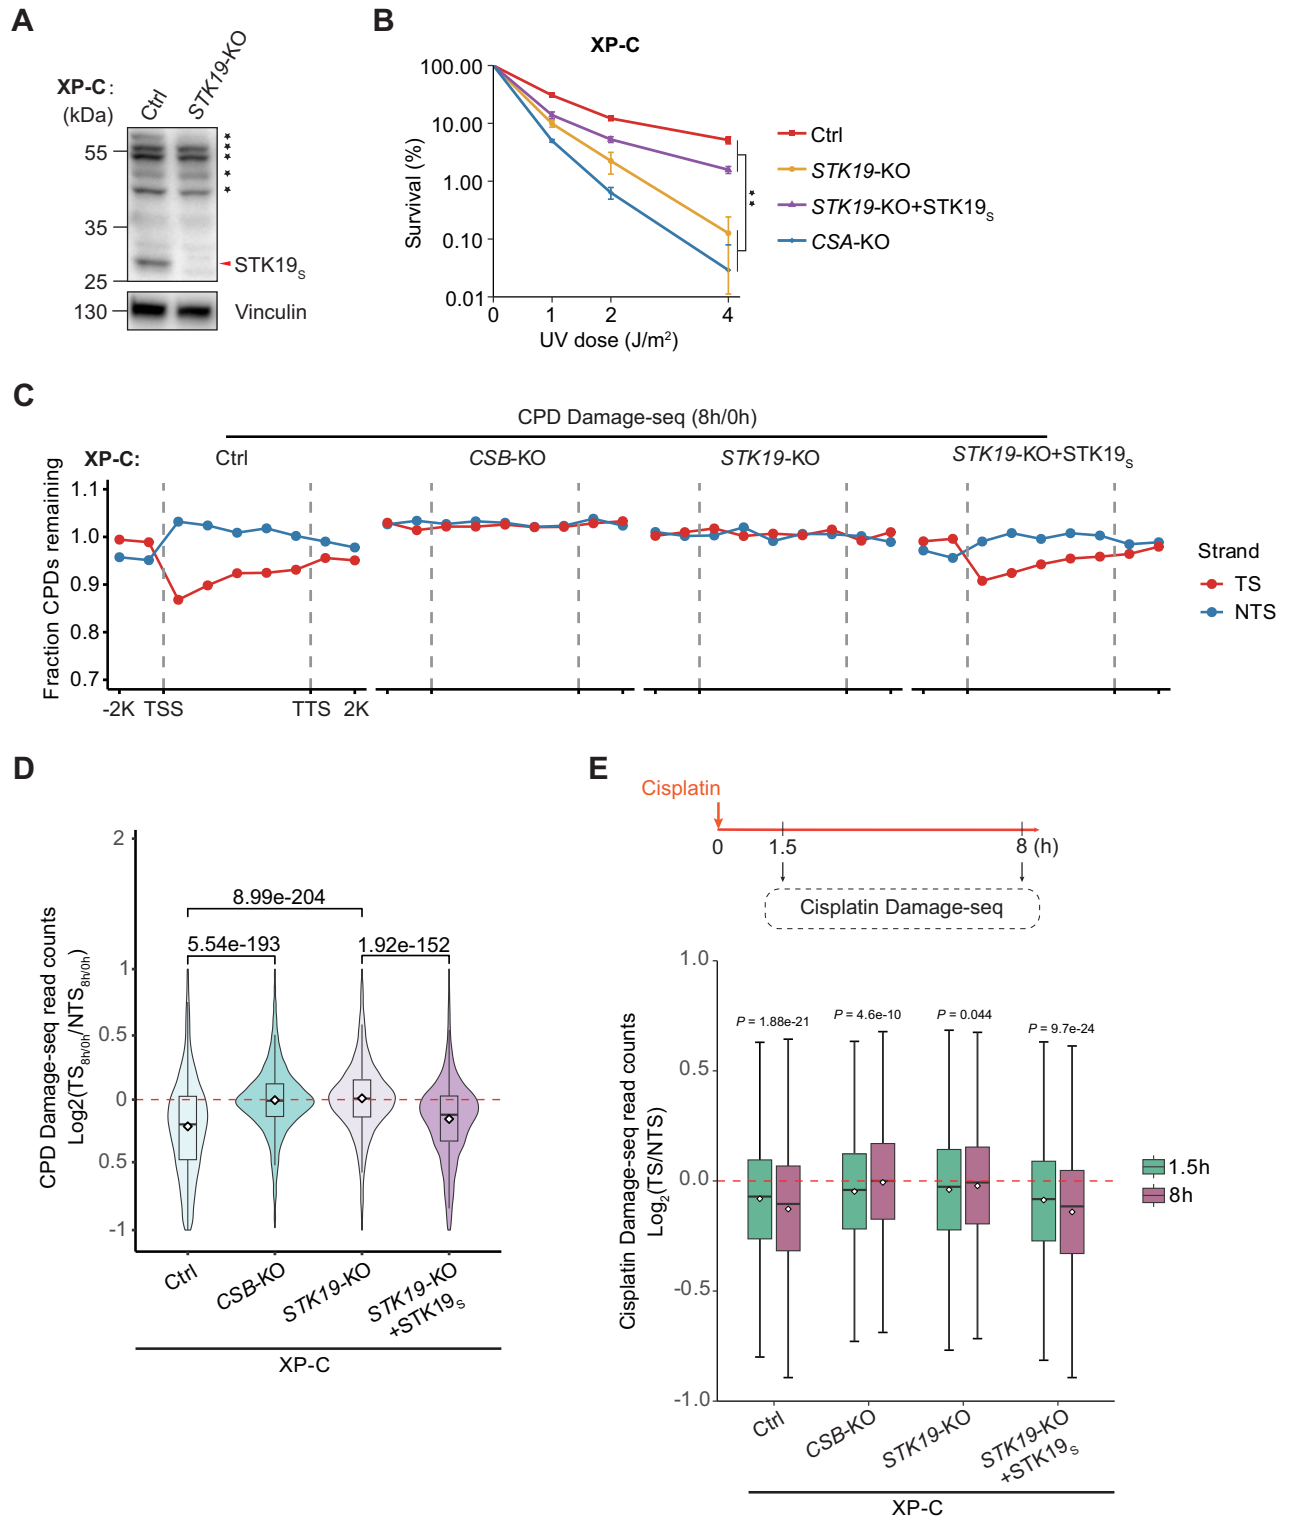 A
XP-C:
(kDa)
Ctrl
STK19-KO
55
35
25
130
STK19S
Vinculin
B
XP-C
Survival (%)
100.00
10.00
1.00
0.10
0.01
0 1 2 4
UV dose (J/m2)
Ctrl
STK19-KO
STK19-KO+STK19S
CSA-KO
C
CPD Damage-seq (8h/0h)
XP-C: Ctrl CSB-KO STK19-KO STK19-KO+STK19S
Fraction CPDs remaining
1.1
1.0
0.9
0.8
0.7
-2K TSS TTS 2K
Strand
TS
NTS
D
CPD Damage-seq read counts
Log2(TS8h/0h/NTS8h/0h)
2
1
0.5
0
0.5
-1
8.99e-204
5.54e-193
1.92e-152
Ctrl
CSB-KO
STK19-KO
STK19-KO
+STK19S
XP-C
E
Cisplatin
0 1.5 8 (h)
Cisplatin Damage-seq
Cisplatin Damage-seq read counts
Log2(TS/NTS)
1.0
0.5
0.0
-0.5
-1.0
P = 1.88e-21
P = 4.6e-10
P = 0.044
P = 9.7e-24
1.5h
8h
Ctrl
CSB-KO
STK19-KO
STK19-KO
+STK19S
XP-C